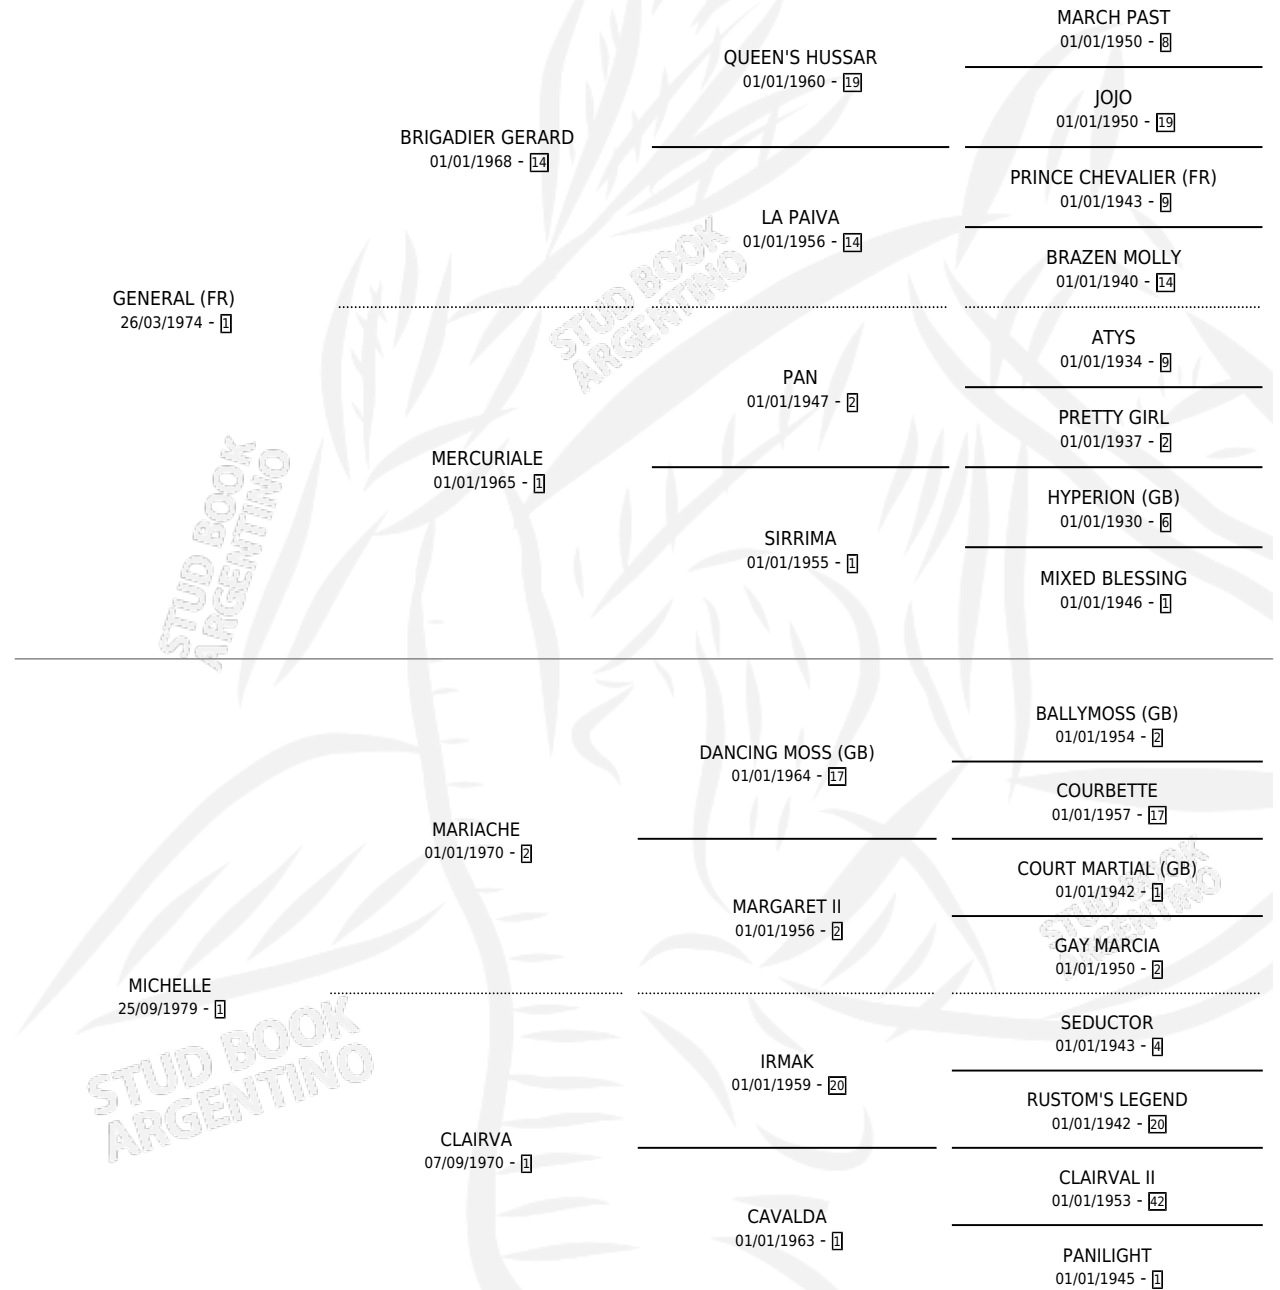 MARCH PAST
01/01/1950 - 8
QUEEN'S HUSSAR
01/01/1960 - 19
JOJO
01/01/1950 - 19
BRIGADIER GERARD
01/01/1968 - 14
PRINCE CHEVALIER (FR)
01/01/1943 - 9
LA PAIVA
01/01/1956 - 14
BRAZEN MOLLY
01/01/1940 - 14
GENERAL (FR)
26/03/1974 - 1
STUD BOOK
ARGENTINO
ATYS
01/01/1934 - 9
PAN
01/01/1947 - 2
PRETTY GIRL
01/01/1937 - 2
MERCURIALE
01/01/1965 - 1
HYPERION (GB)
01/01/1930 - 6
SIRRIMA
01/01/1955 - 1
MIXED BLESSING
01/01/1946 - 1
STUD BOOK
ARGENTINO
BALLYMOSS (GB)
01/01/1954 - 2
DANCING MOSS (GB)
01/01/1964 - 17
COURBETTE
01/01/1957 - 17
MARIACHE
01/01/1970 - 2
COURT MARTIAL (GB)
01/01/1942 - 1
MARGARET II
01/01/1956 - 2
STUD BOOK
ARGENTINO
GAY MARCIA
01/01/1950 - 2
MICHELLE
25/09/1979 - 1
STUD BOOK
ARGENTINO
SEDUCTOR
01/01/1943 - 4
IRMAK
01/01/1959 - 20
RUSTOM'S LEGEND
01/01/1942 - 20
CLAIRVA
07/09/1970 - 1
CLAIRVAL II
01/01/1953 - 42
CAVALDA
01/01/1963 - 1
PANILIGHT
01/01/1945 - 1